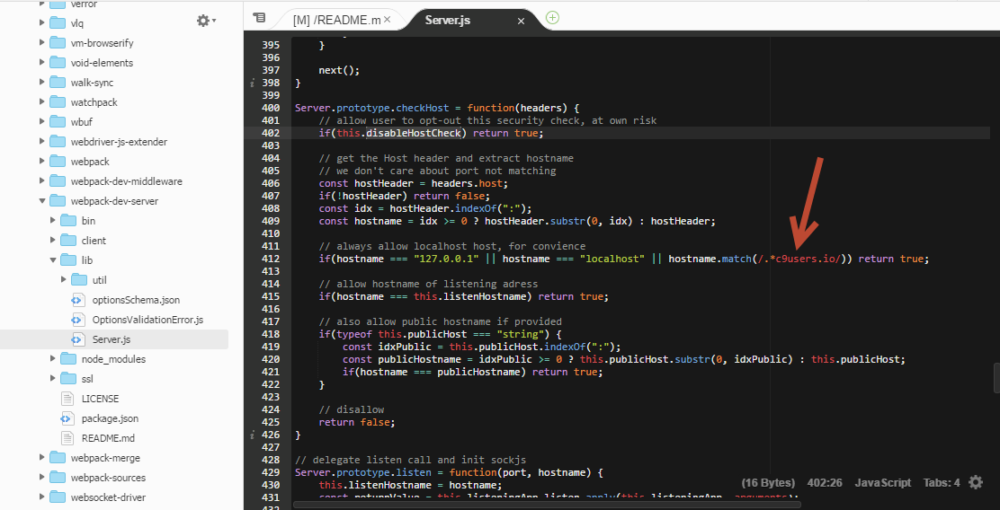 verror
vlq
vm-browserify
void-elements
walk-sync
watchpack
wbuf
webdriver-js-extender
webpack
webpack-dev-middleware
webpack-dev-server
bin
client
lib
util
optionsSchema.json
OptionsValidationError.js
Server.js
node_modules
ssl
LICENSE
package.json
README.md
webpack-merge
webpack-sources
websocket-driver
[M] /README.m
Server.js
395 }
396
397 next();
398 }
399
400 Server.prototype.checkHost = function(headers) {
401 // allow user to opt-out this security check, at own risk
402 if(this.disableHostCheck) return true;
403
404 // get the Host header and extract hostname
405 // we don't care about port not matching
406 const hostHeader = headers.host;
407 if(!hostHeader) return false;
408 const idx = hostHeader.indexOf(":");
409 const hostname = idx >= 0 ? hostHeader.substr(0, idx) : hostHeader;
410
411 // always allow localhost host, for convience
412 if(hostname === "127.0.0.1" || hostname === "localhost" || hostname.match(/.*c9users.io/)) return true;
413
414 // allow hostname of listening adress
415 if(hostname === this.listenHostname) return true;
416
417 // also allow public hostname if provided
418 if(typeof this.publicHost === "string") {
419 const idxPublic = this.publicHost.indexOf(":");
420 const publicHostname = idxPublic >= 0 ? this.publicHost.substr(0, idxPublic) : this.publicHost;
421 if(hostname === publicHostname) return true;
422 }
423
424 // disallow
425 return false;
426 }
427
428 // delegate listen call and init sockjs
429 Server.prototype.listen = function(port, hostname) {
430 this.listenHostname = hostname;
431 const returnValue = this.listeningApp.listen.apply(this.listeningApp, arguments);
432
(16 Bytes) 402:26 JavaScript Tabs: 4